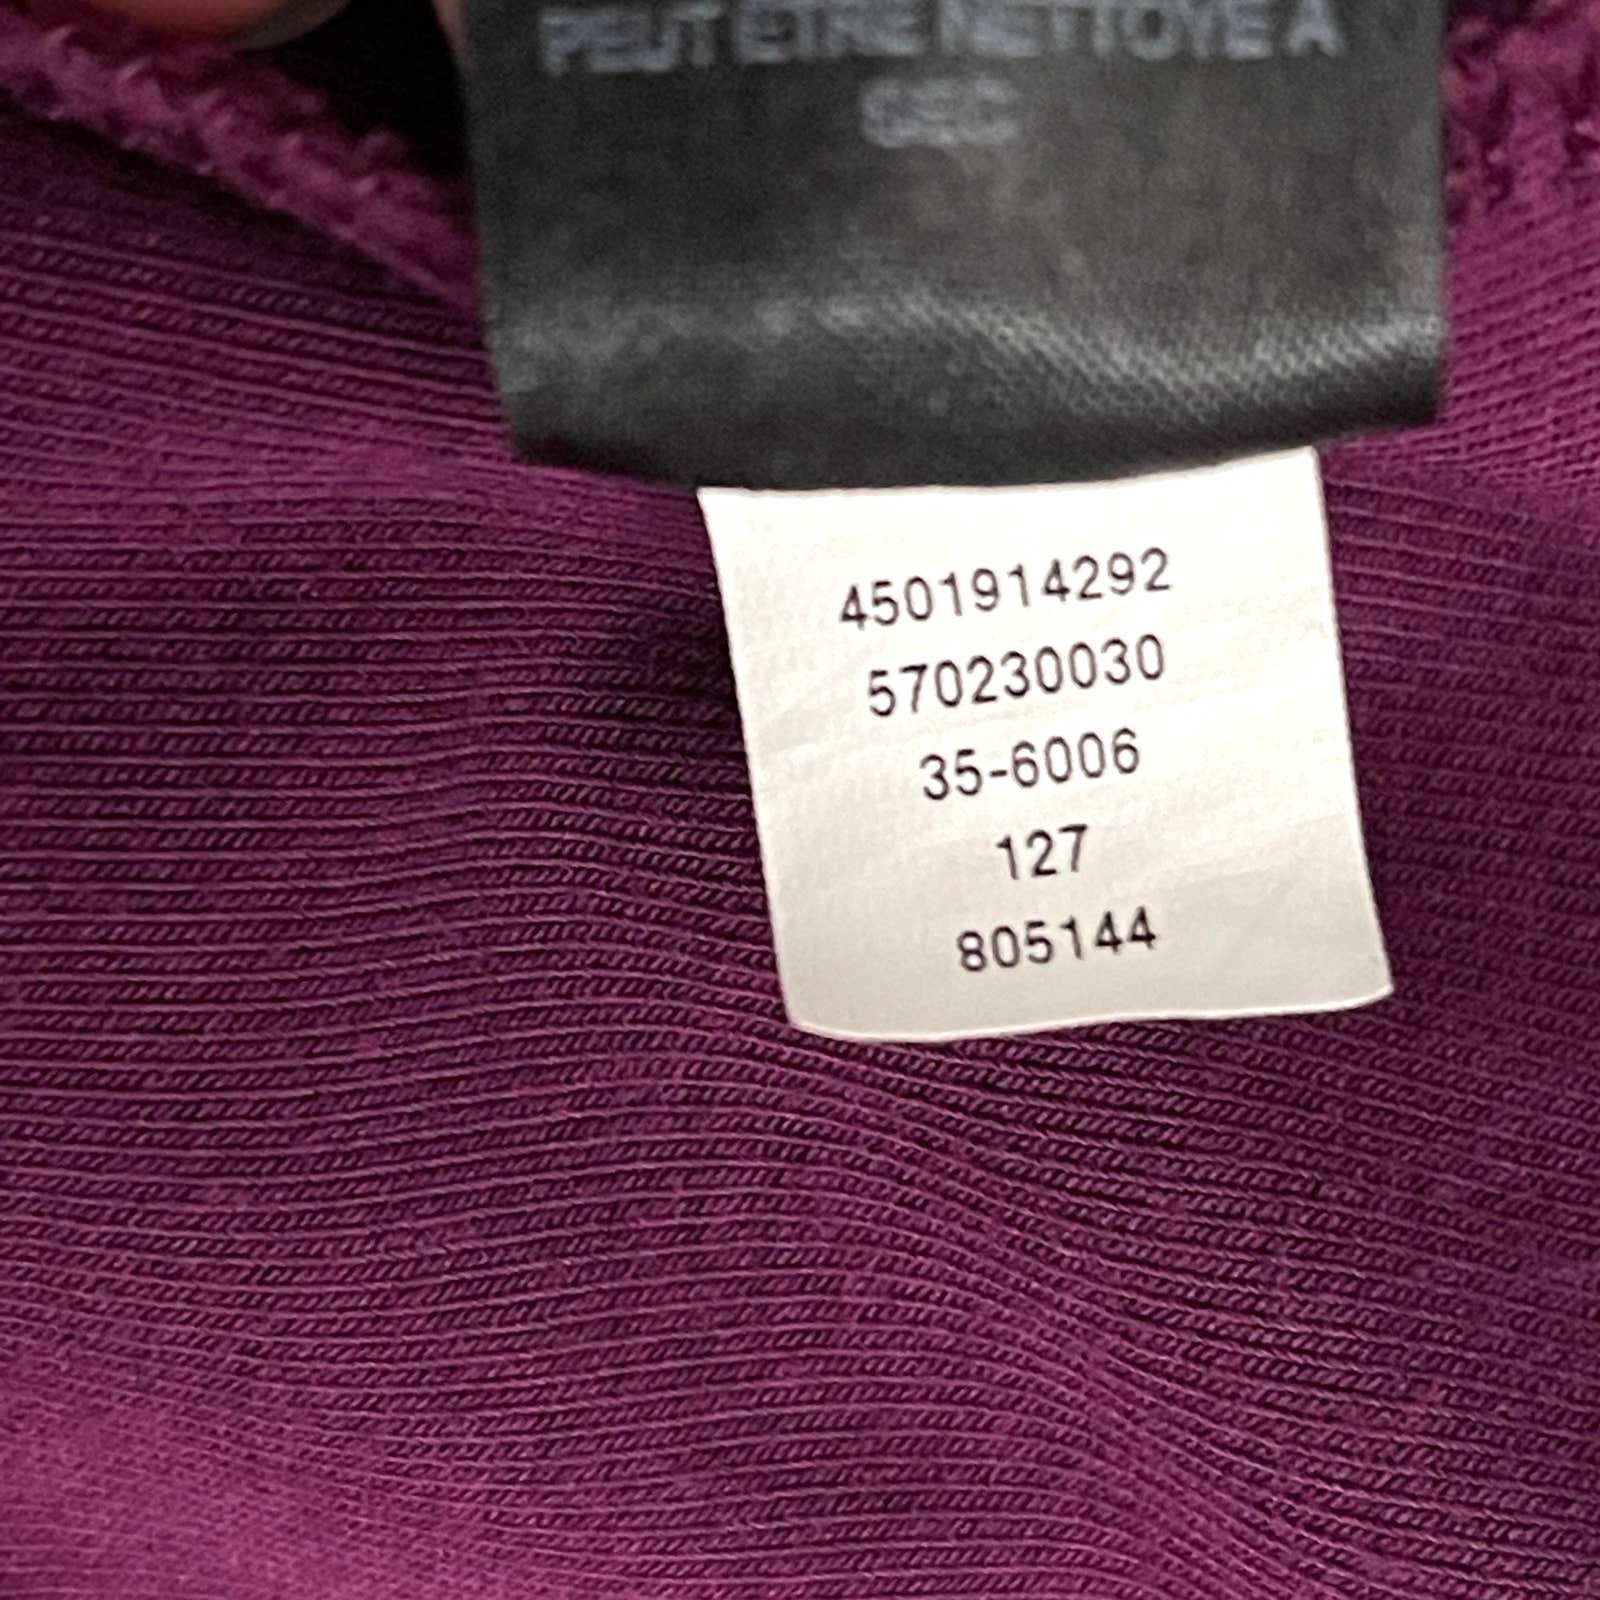 PEUT ETRE NETTOYE A
SEC
4501914292
570230030
35-6006
127
805144